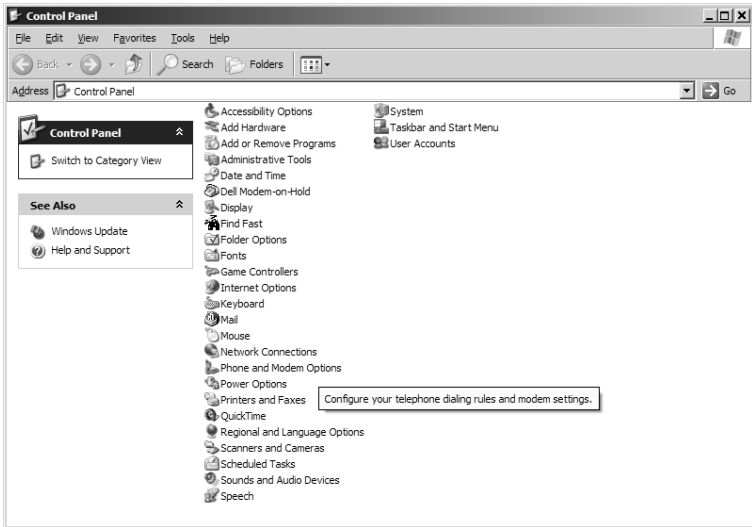 Control Panel
File Edit View Favorites Tools Help
Back Search Folders
Address Control Panel Go
Control Panel
Switch to Category View
See Also
Windows Update
Help and Support
Accessibility Options
Add Hardware
Add or Remove Programs
Administrative Tools
Date and Time
Dell Modem-on-Hold
Display
Find Fast
Folder Options
Fonts
Game Controllers
Internet Options
Keyboard
Mail
Mouse
Network Connections
Phone and Modem Options
Power Options
Printers and Faxes
Configure your telephone dialing rules and modem settings.
QuickTime
Regional and Language Options
Scanners and Cameras
Scheduled Tasks
Sounds and Audio Devices
Speech
System
Taskbar and Start Menu
User Accounts